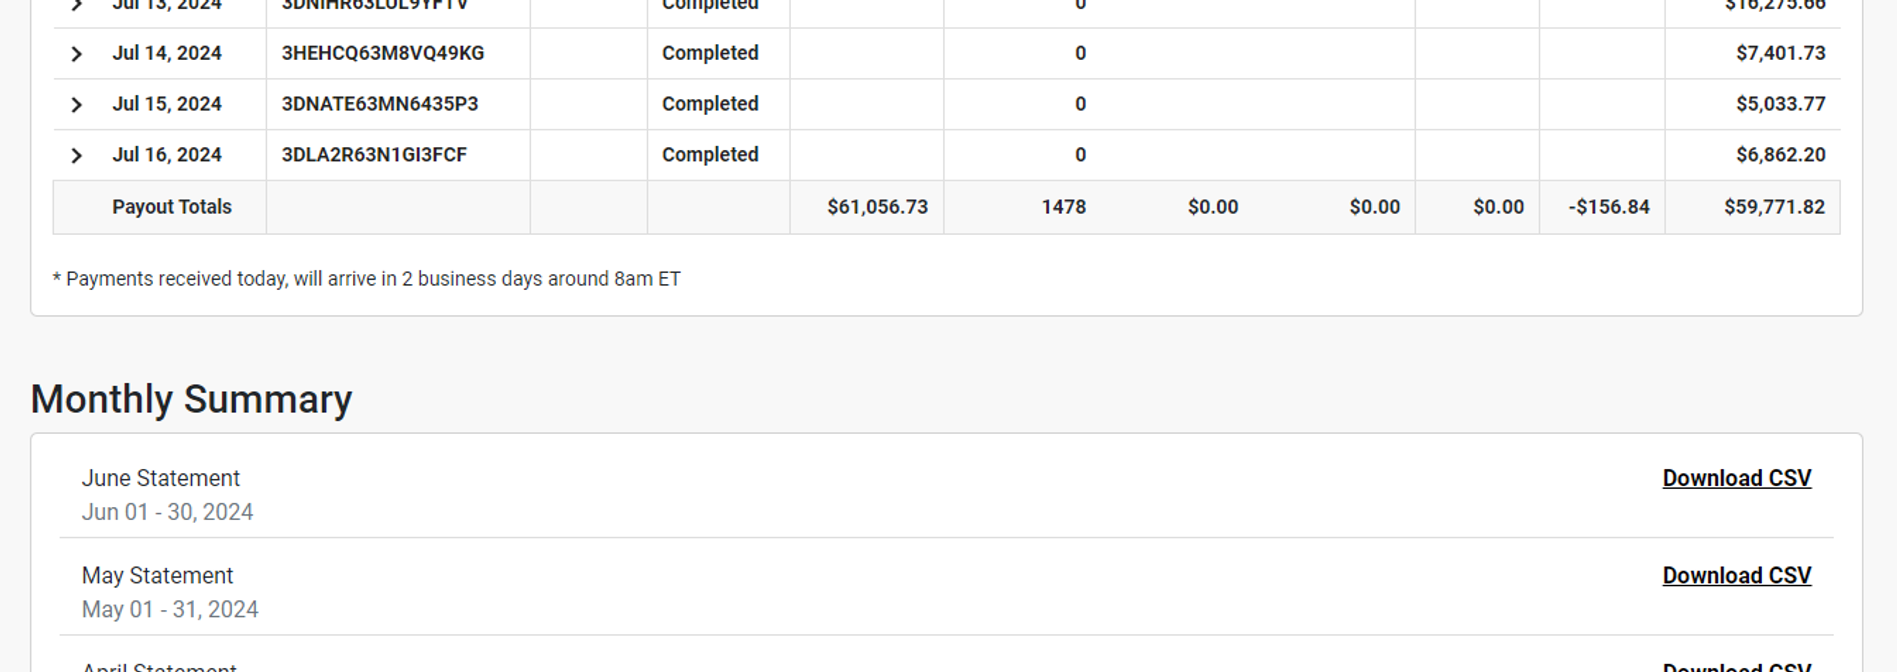 Jul 13, 2024 Completed 0 $16,275.66
Jul 14, 2024 3HEHCQ63M8VQ49KG Completed 0 $7,401.73
Jul 15, 2024 3DNATE63MN6435P3 Completed 0 $5,033.77
Jul 16, 2024 3DLA2R63N1GI3FCF Completed 0 $6,862.20
Payout Totals $61,056.73 1478 $0.00 $0.00 $0.00 -$156.84 $59,771.82
* Payments received today, will arrive in 2 business days around 8am ET
Monthly Summary
June Statement Download CSV
Jun 01 - 30, 2024
May Statement Download CSV
May 01 - 31, 2024
April Statement Download CSV